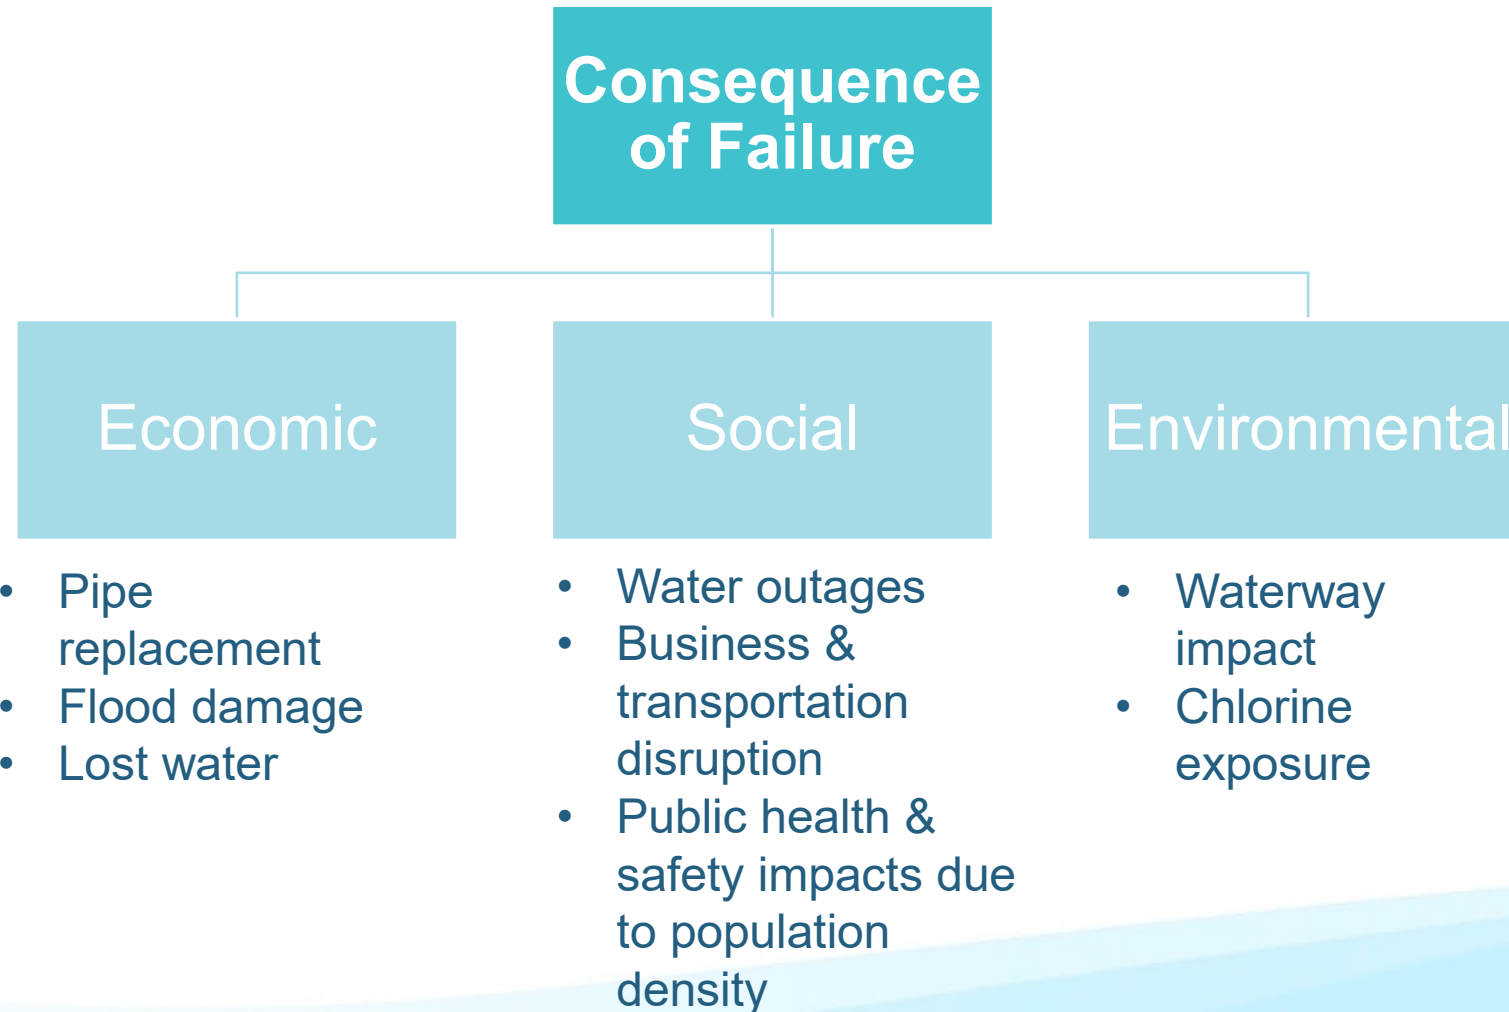 Consequence
of Failure
Economic
• Pipe
replacement
• Flood damage
• Lost water
Social
• Water outages
• Business &
transportation
disruption
• Public health &
safety impacts due
to population
density
Environmental
• Waterway
impact
• Chlorine
exposure